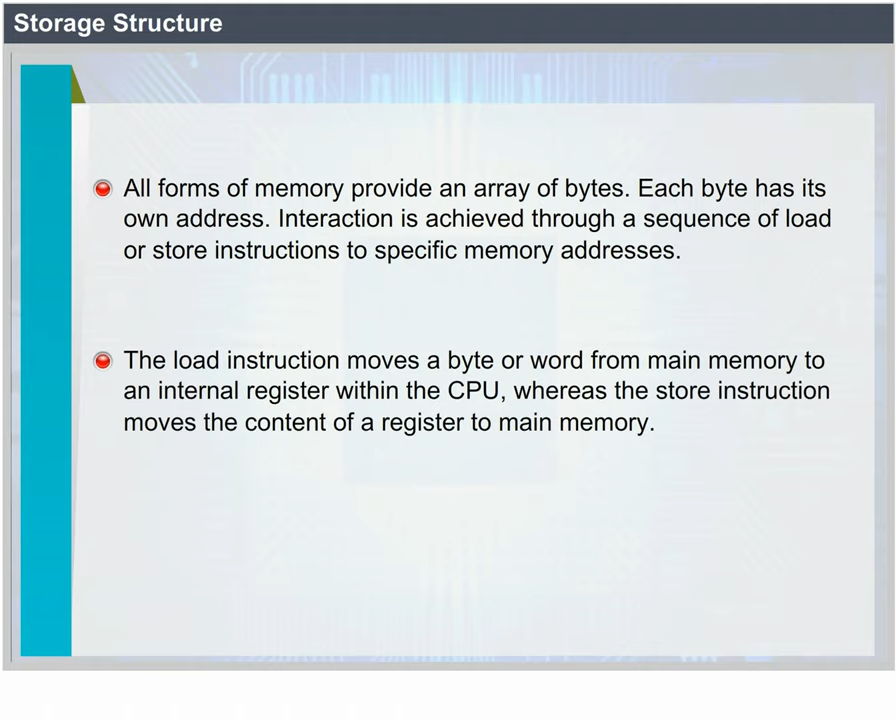 Storage Structure
All forms of memory provide an array of bytes. Each byte has its
own address. Interaction is achieved through a sequence of load
or store instructions to specific memory addresses.
The load instruction moves a byte or word from main memory to
an internal register within the CPU, whereas the store instruction
moves the content of a register to main memory.